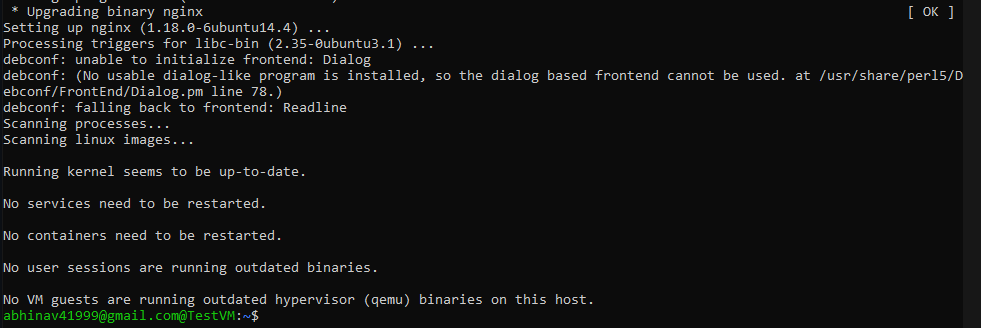 * Upgrading binary nginx [ OK ]
Setting up nginx (1.18.0-6ubuntu14.4) ...
Processing triggers for libc-bin (2.35-0ubuntu3.1) ...
debconf: unable to initialize frontend: Dialog
debconf: (No usable dialog-like program is installed, so the dialog based frontend cannot be used. at /usr/share/perl5/D
ebconf/FrontEnd/Dialog.pm line 78.)
debconf: falling back to frontend: Readline
Scanning processes...
Scanning linux images...
Running kernel seems to be up-to-date.
No services need to be restarted.
No containers need to be restarted.
No user sessions are running outdated binaries.
No VM guests are running outdated hypervisor (qemu) binaries on this host.
abhinav41999@gmail.com@TestVM:~$